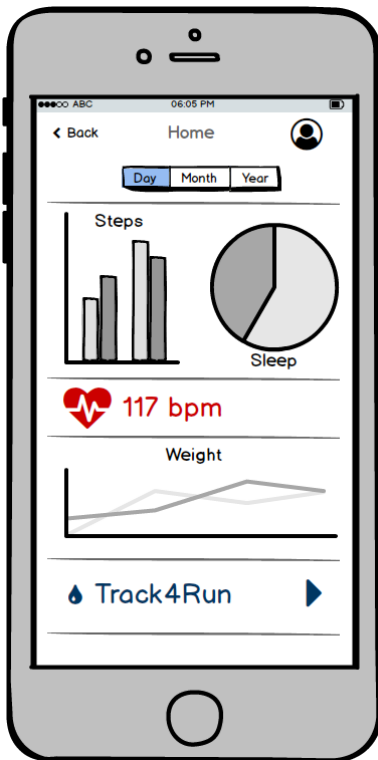 ABC 06:05 PM
Back Home
Day Month Year
Steps
Sleep
117 bpm
Weight
Track4Run